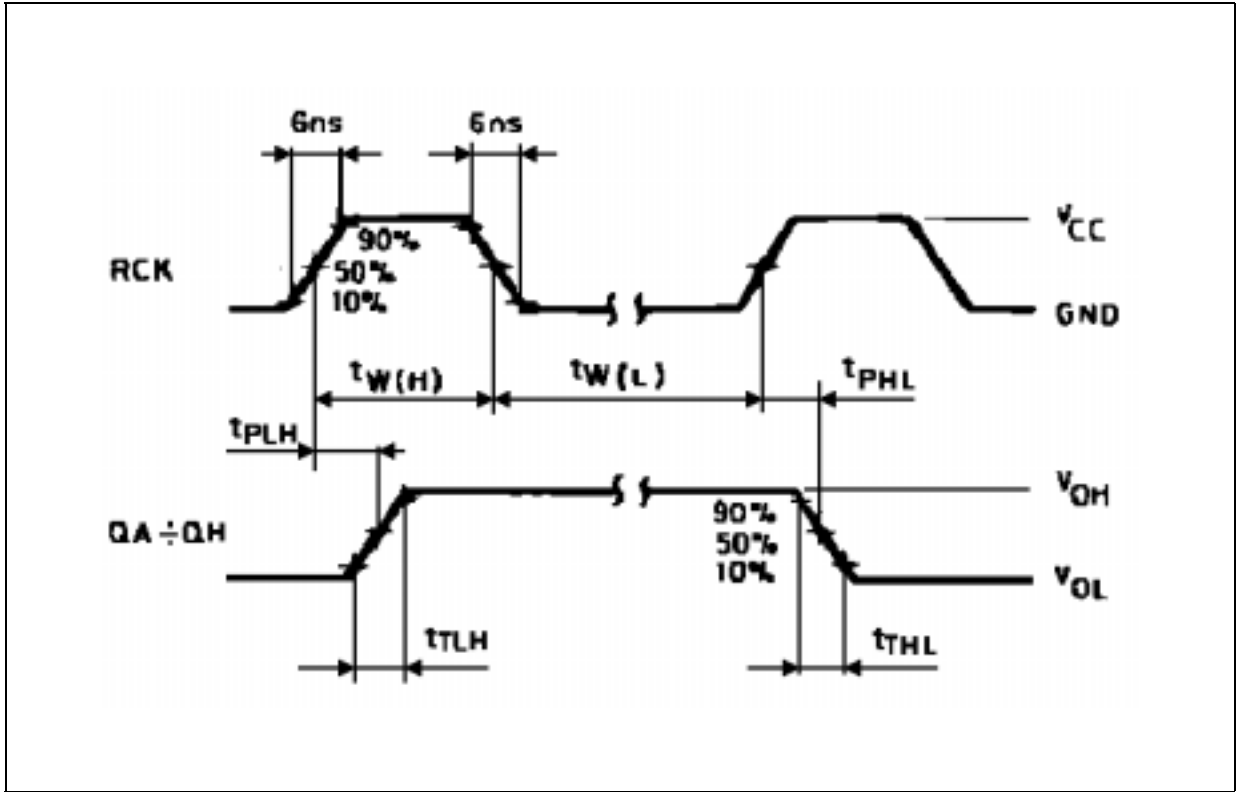 6ns 6ns
VCC
90%
RCK 50%
10%
GND
tW(H) tW(L) tPHL
tPLH
VOH
90%
QA÷QH 50%
10%
VOL
tTLH tTHL